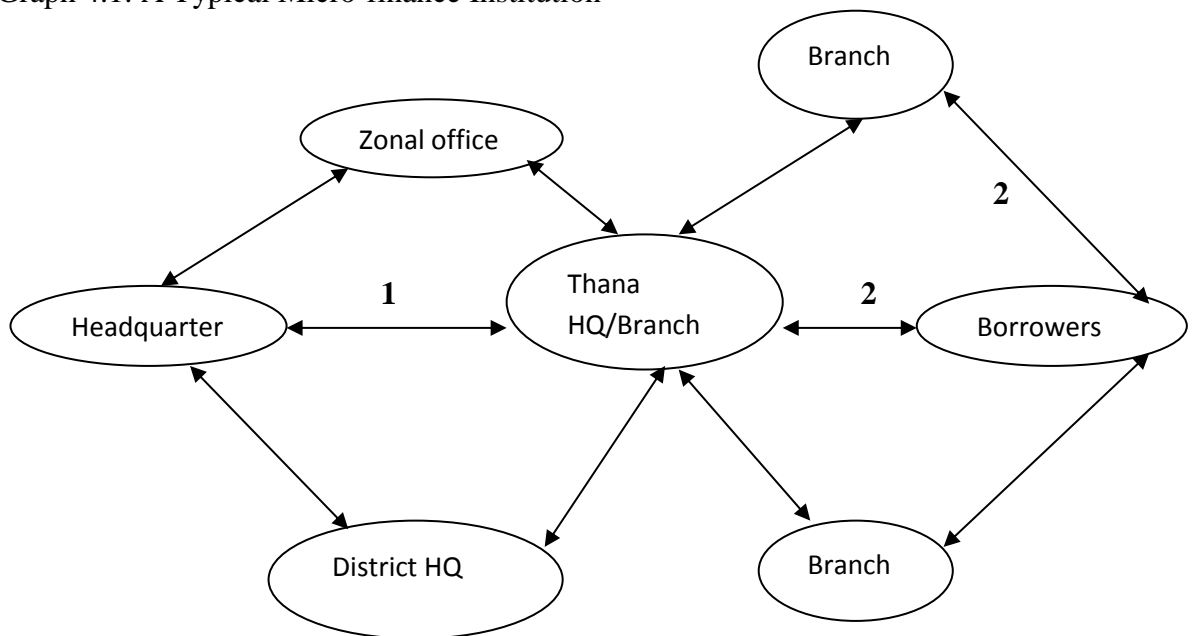 Graph 4.1: A Typical Micro-finance Institution
Branch
Zonal office
2
Thana
HQ/Branch
1
2
Headquarter
Borrowers
District HQ
Branch